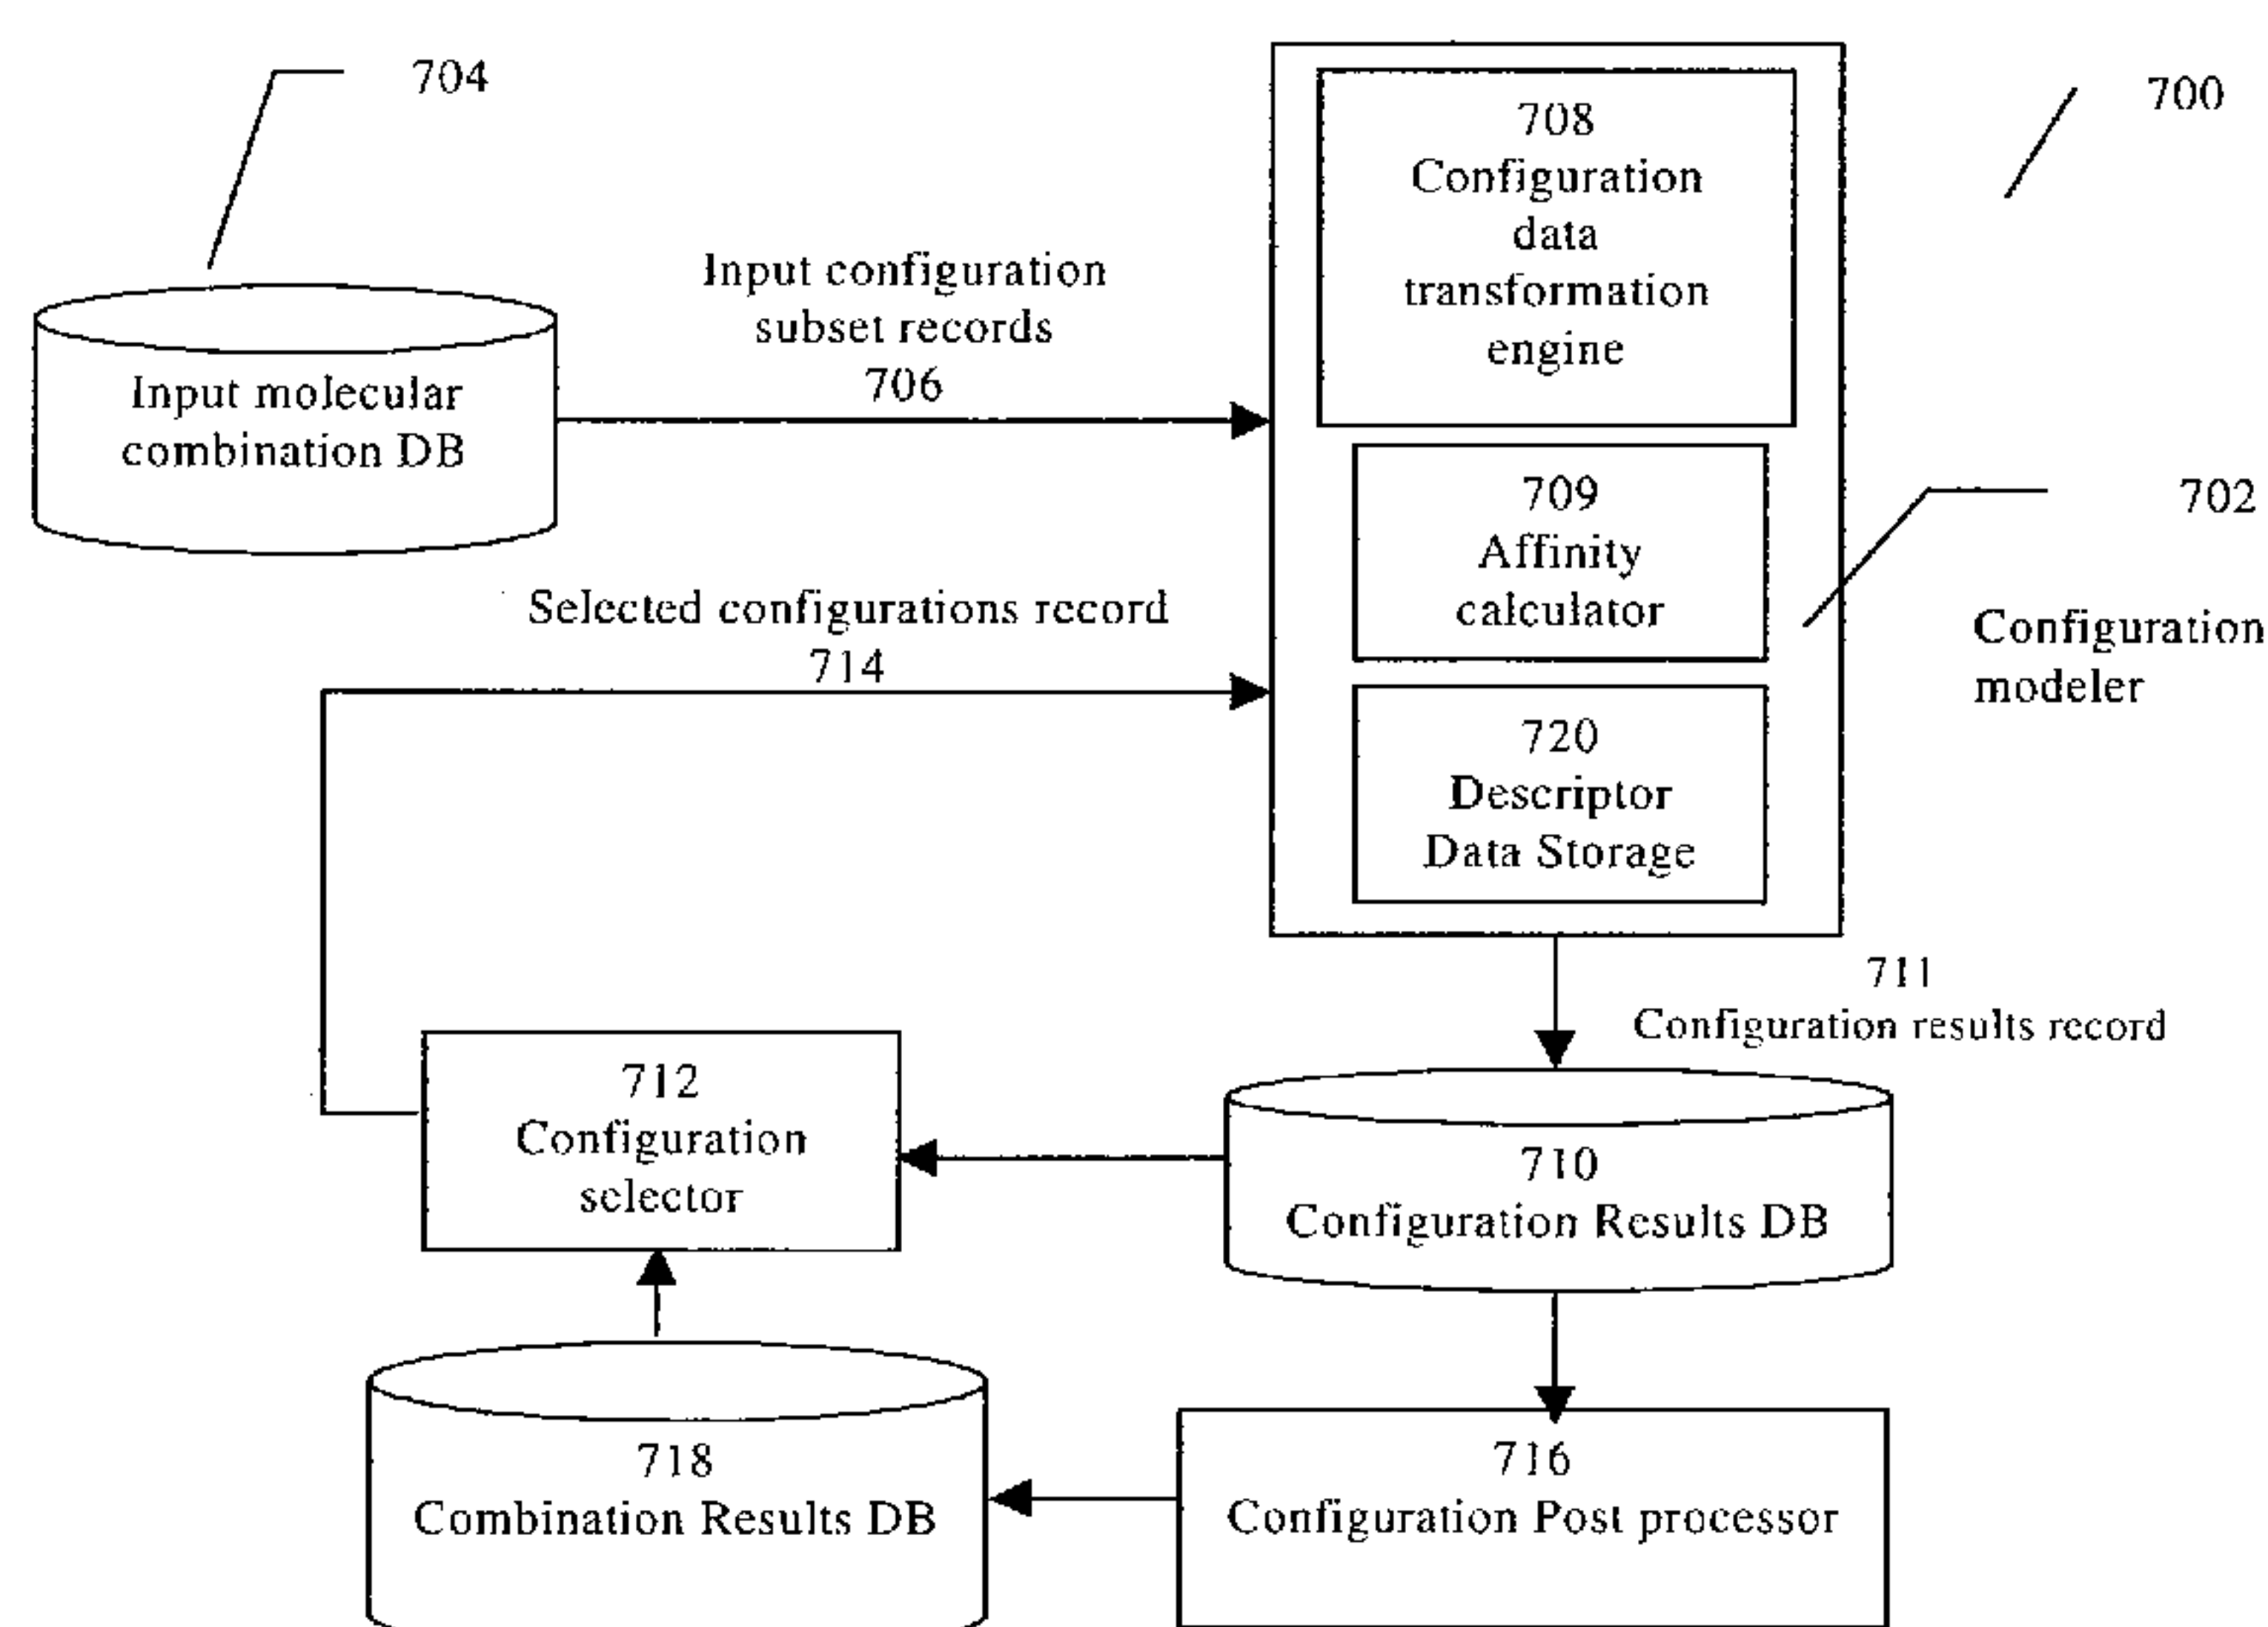 704
700
708
Configuration
data
transformation
engine
Input configuration
subset records
706
Input molecular
combination DB
709
Affinity
calculator
702
Configuration
modeler
Selected configurations record
714
720
Descriptor
Data Storage
711
Configuration results record
712
Configuration
selector
710
Configuration Results DB
718
Combination Results DB
716
Configuration Post processor